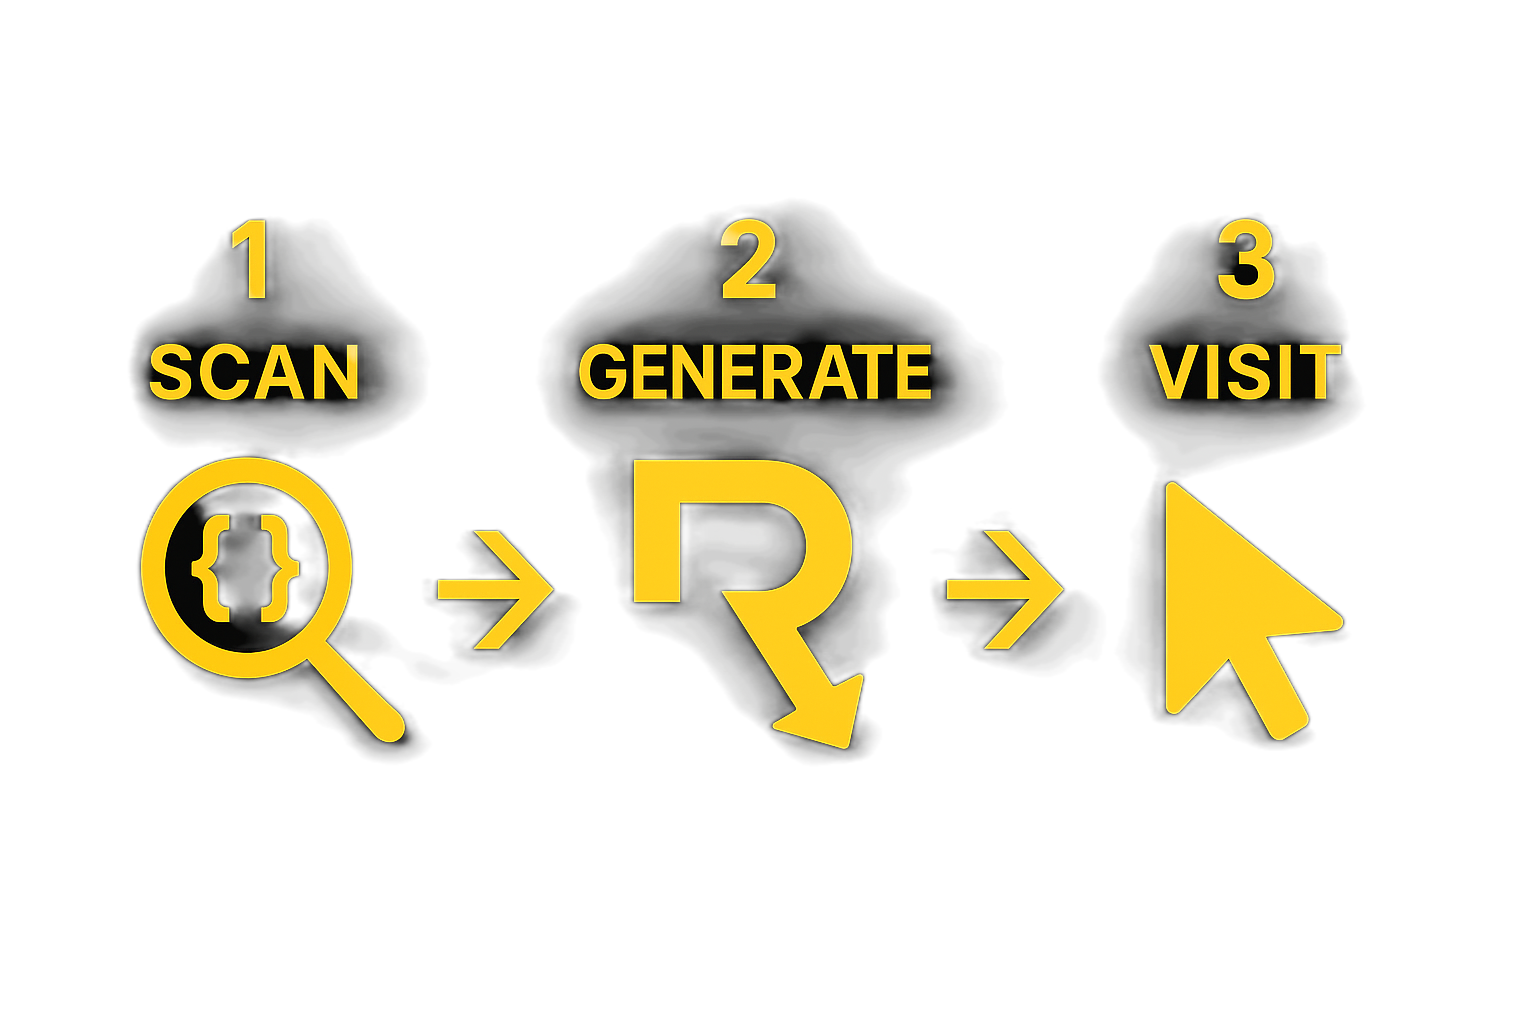 1
SCAN
2
GENERATE
3
VISIT
{}